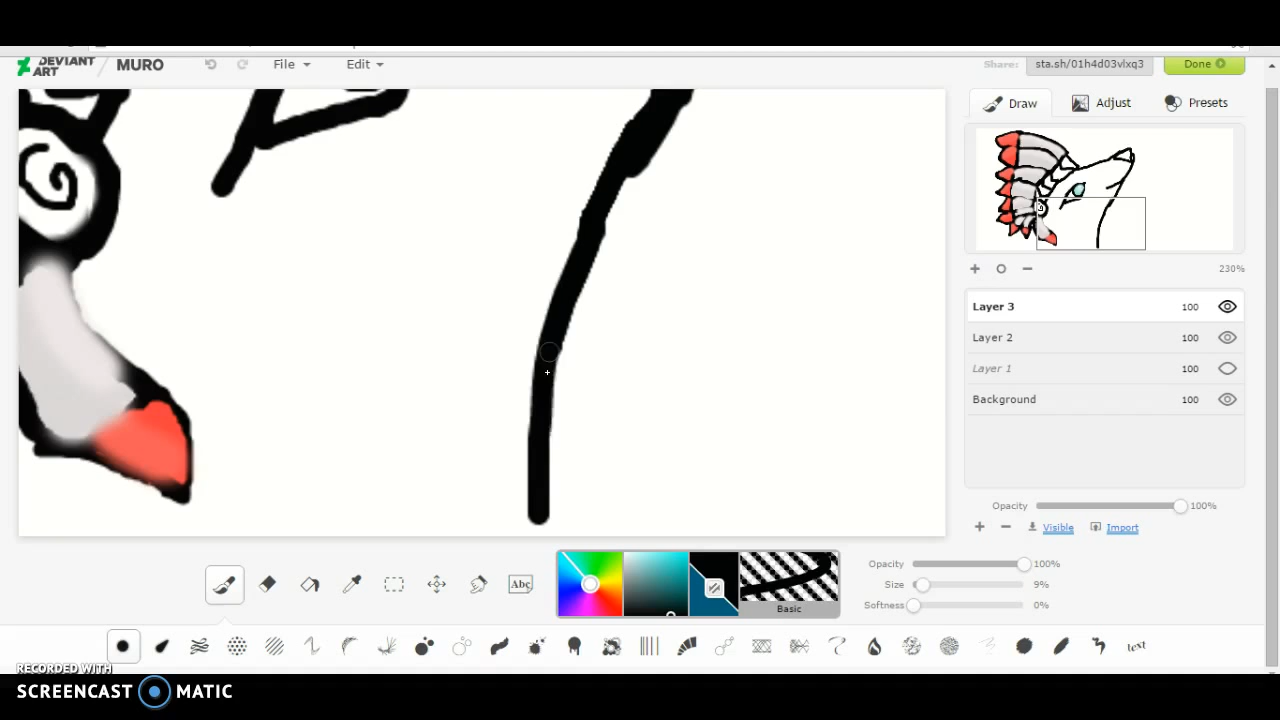 DEVIANT ART / MURO
File
Edit
Share: sta.sh/01h4d03vlxq3
Done
Draw
Adjust
Presets
230%
Layer 3 100
Layer 2 100
Layer 1 100
Background 100
Opacity 100%
Visible
Import
Abc
Basic
Opacity 100%
Size 9%
Softness 0%
text
RECORDED WITH
SCREENCAST MATIC